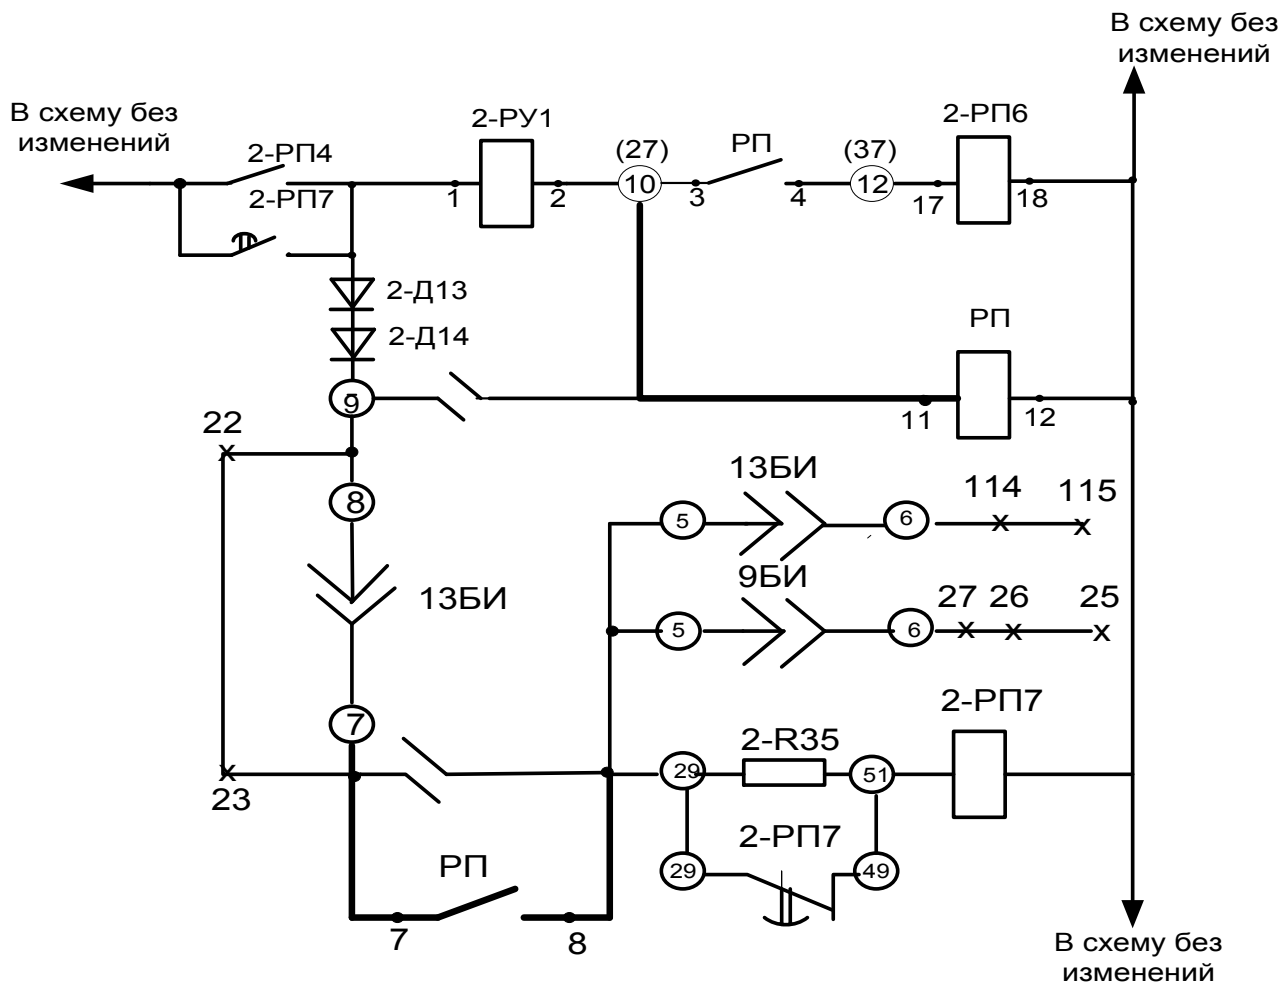 В схему без
изменений
В схему без
изменений
2-РП4
2-РУ1
(27)
РП
(37)
2-РП6
1
2
10
3
4
12
17
18
2-РП7
2-Д13
2-Д14
РП
9
11
12
22
8
13БИ
13БИ
5
6
114
115
9БИ
5
6
27
26
25
7
23
2-R35
2-РП7
29
51
2-РП7
29
49
РП
7
8
В схему без
изменений